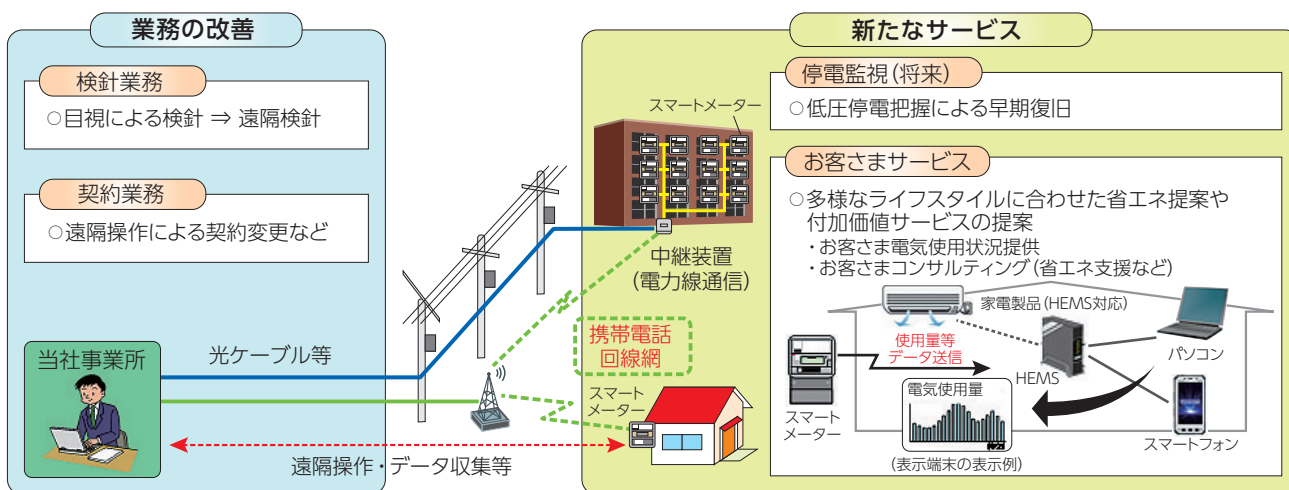 業務の改善
検針業務
○目視による検針 ⇒ 遠隔検針
契約業務
○遠隔操作による契約変更など
当社事業所
光ケーブル等
遠隔操作・データ収集等
新たなサービス
スマートメーター
中継装置
(電力線通信)
携帯電話
回線網
スマート
メーター
停電監視(将来)
○低圧停電把握による早期復旧
お客さまサービス
○多様なライフスタイルに合わせた省エネ提案や
付加価値サービスの提案
・お客さま電気使用状況提供
・お客さまコンサルティング(省エネ支援など)
家電製品(HEMS対応)
使用量等
データ送信
HEMS
パソコン
スマート
メーター
電気使用量
(表示端末の表示例)
スマートフォン